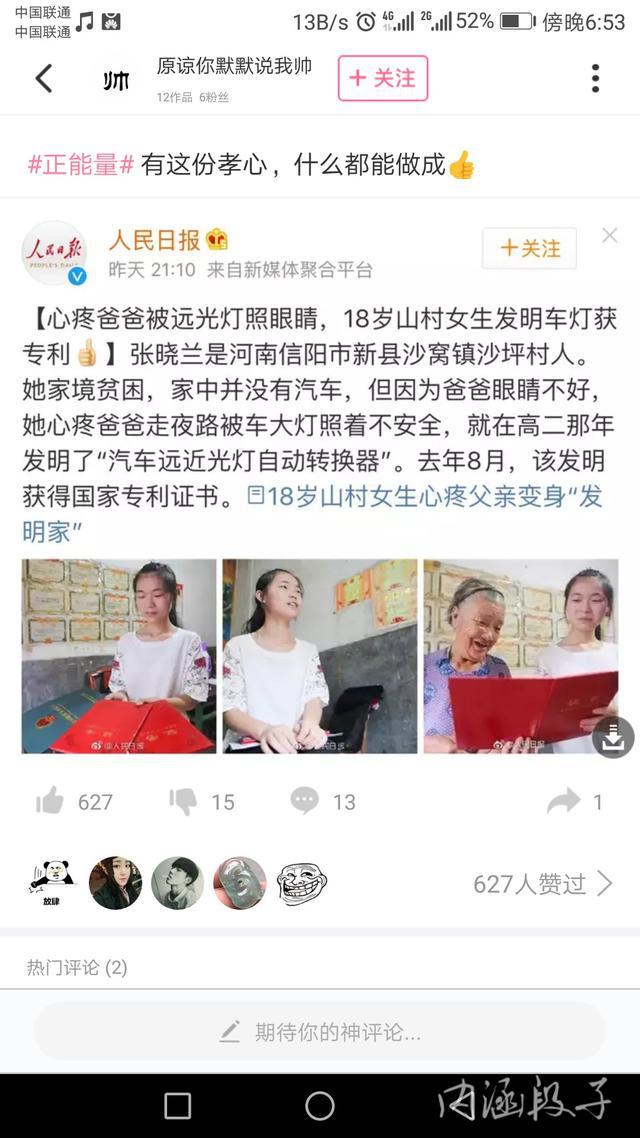 中国联通
中国联通
13B/s 4G 2G 52% 傍晚6:53
帅
原谅你默默说我帅
12作品 6粉丝
+ 关注
#正能量# 有这份孝心，什么都能做成👍
人民日报
PEOPLE'S DAILY
人民日报
昨天 21:10 来自新媒体聚合平台
+关注
【心疼爸爸被远光灯照眼睛，18岁山村女生发明车灯获
专利👍】张晓兰是河南信阳市新县沙窝镇沙坪村人。
她家境贫困，家中并没有汽车，但因为爸爸眼睛不好，
她心疼爸爸走夜路被车大灯照着不安全，就在高二那年
发明了“汽车远近光灯自动转换器”。去年8月，该发明
获得国家专利证书。18岁山村女生心疼父亲变身“发
明家”
@人民日报
@人民日报
@人民日报
627
15
13
1
放肆
627人赞过
热门评论 (2)
期待你的神评论...
内涵段子